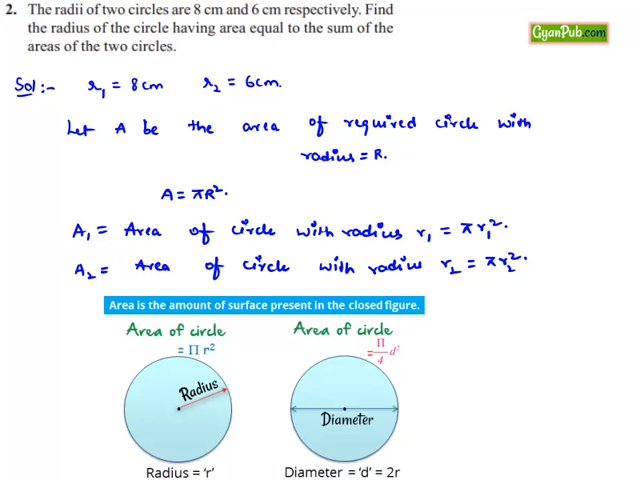 2. The radii of two circles are 8 cm and 6 cm respectively. Find
the radius of the circle having area equal to the sum of the
areas of the two circles.
GyanPub.com
Sol :- r₁ = 8cm r₂ = 6cm.
Let A be the area of required circle with
radius = R.
A = πR².
A₁ = Area of circle with radius r₁ = πr₁².
A₂ = Area of circle with radius r₂ = πr₂².
Area is the amount of surface present in the closed figure.
Area of circle
= Π r²
Area of circle
= Π/4 d²
Radius
Diameter
Radius = 'r'
Diameter = 'd' = 2r